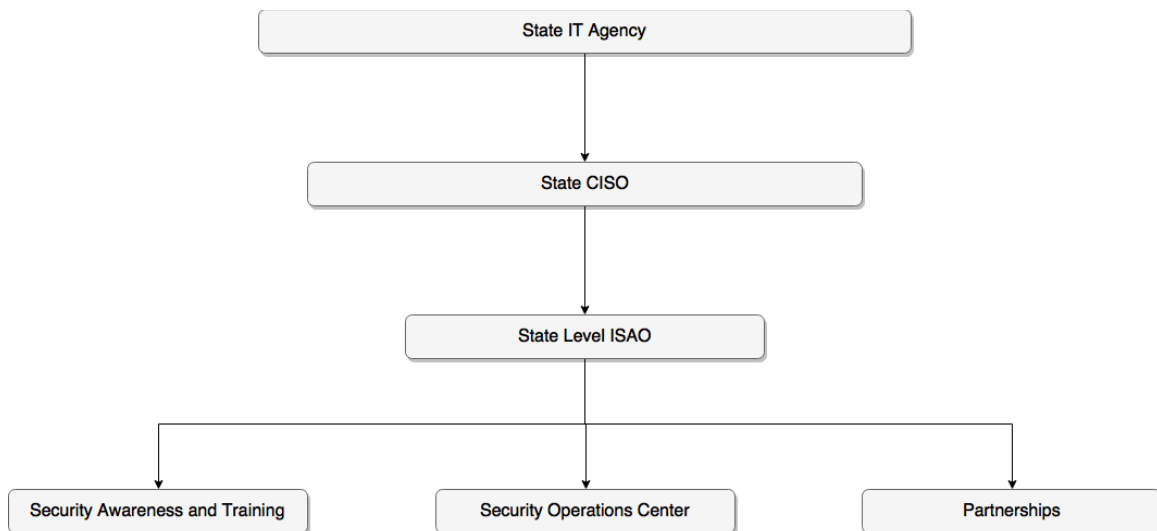 State IT Agency
State CISO
State Level ISAO
Security Awareness and Training
Security Operations Center
Partnerships